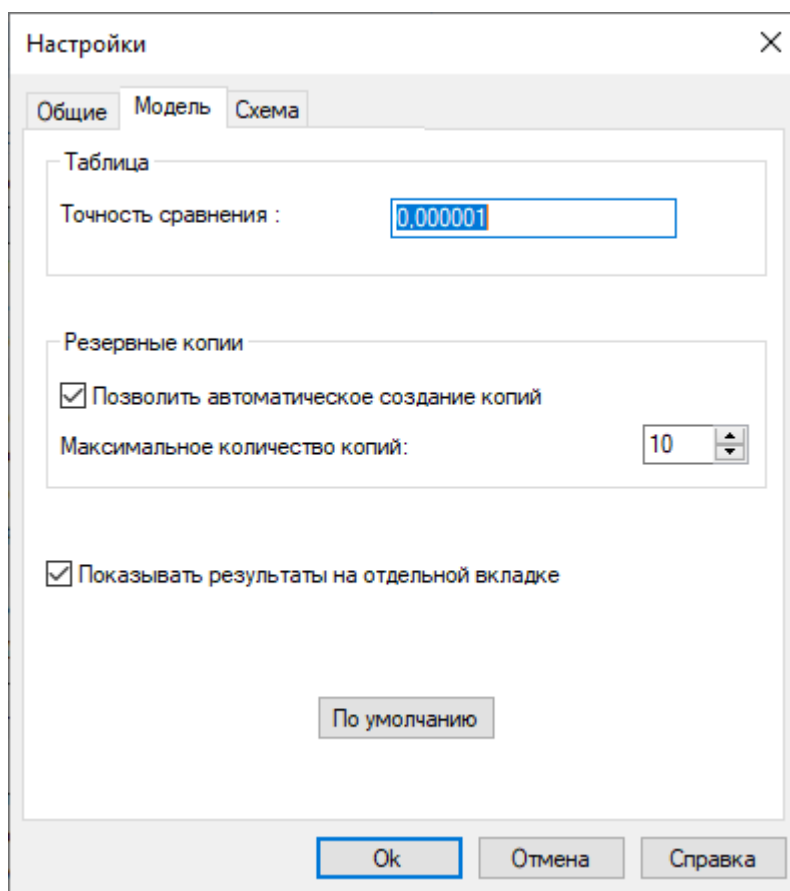 Настройки
Общие Модель Схема
Таблица
Точность сравнения : 0,000001
Резервные копии
Позволить автоматическое создание копий
Максимальное количество копий: 10
Показывать результаты на отдельной вкладке
По умолчанию
Ok Отмена Справка